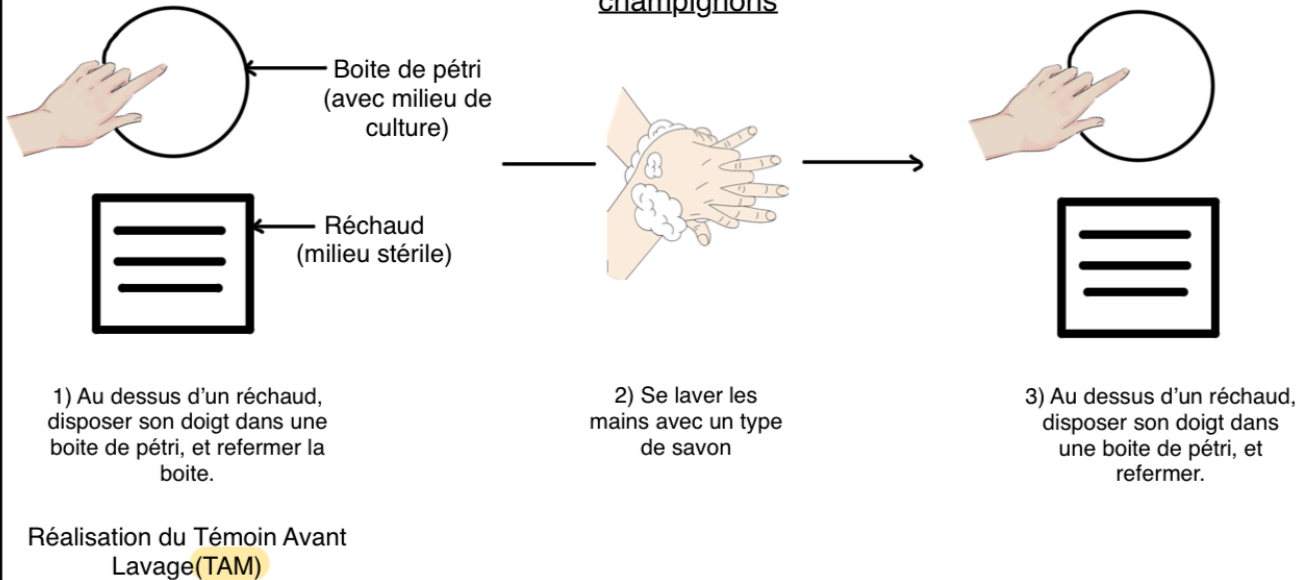 champignons
Boite de pétri
(avec milieu de
culture)
Réchaud
(milieu stérile)
1) Au dessus d’un réchaud,
disposer son doigt dans une
boite de pétri, et refermer la
boite.
2) Se laver les
mains avec un type
de savon
3) Au dessus d’un réchaud,
disposer son doigt dans
une boite de pétri, et
refermer.
Réalisation du Témoin Avant
Lavage(TAM)